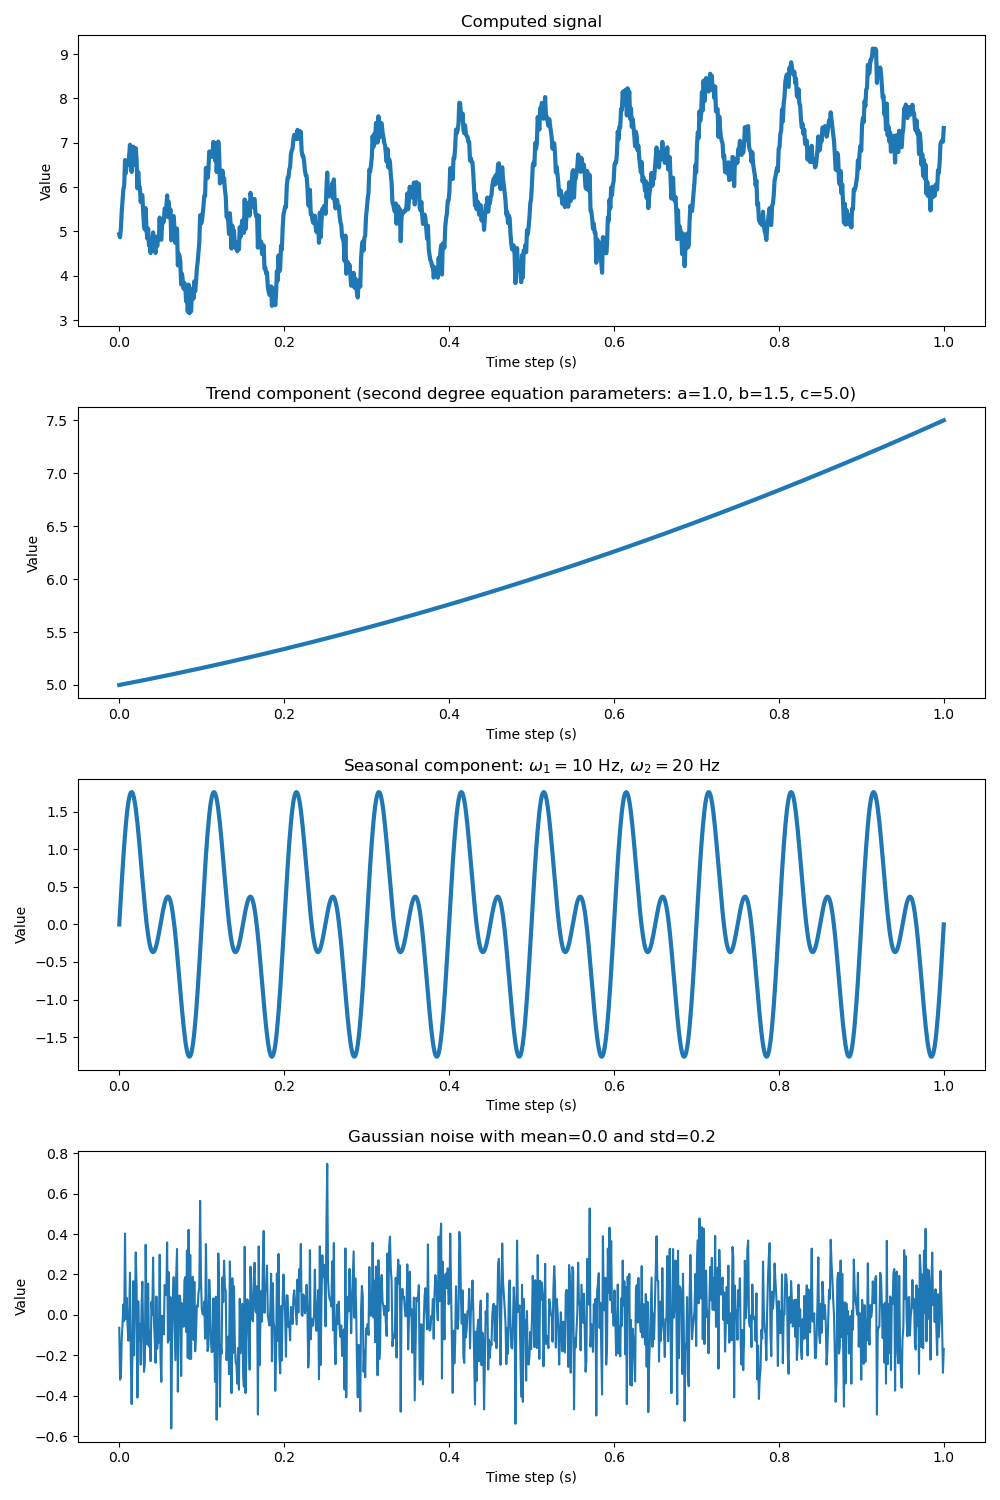 Computed signal
9
8
7
6
5
4
3
Value
0.0 0.2 0.4 0.6 0.8 1.0
Time step (s)
Trend component (second degree equation parameters: a=1.0, b=1.5, c=5.0)
7.5
7.0
6.5
6.0
5.5
5.0
Value
0.0 0.2 0.4 0.6 0.8 1.0
Time step (s)
Seasonal component: ω₁ = 10 Hz, ω₂ = 20 Hz
1.5
1.0
0.5
0.0
−0.5
−1.0
−1.5
Value
0.0 0.2 0.4 0.6 0.8 1.0
Time step (s)
Gaussian noise with mean=0.0 and std=0.2
0.8
0.6
0.4
0.2
0.0
−0.2
−0.4
−0.6
Value
0.0 0.2 0.4 0.6 0.8 1.0
Time step (s)